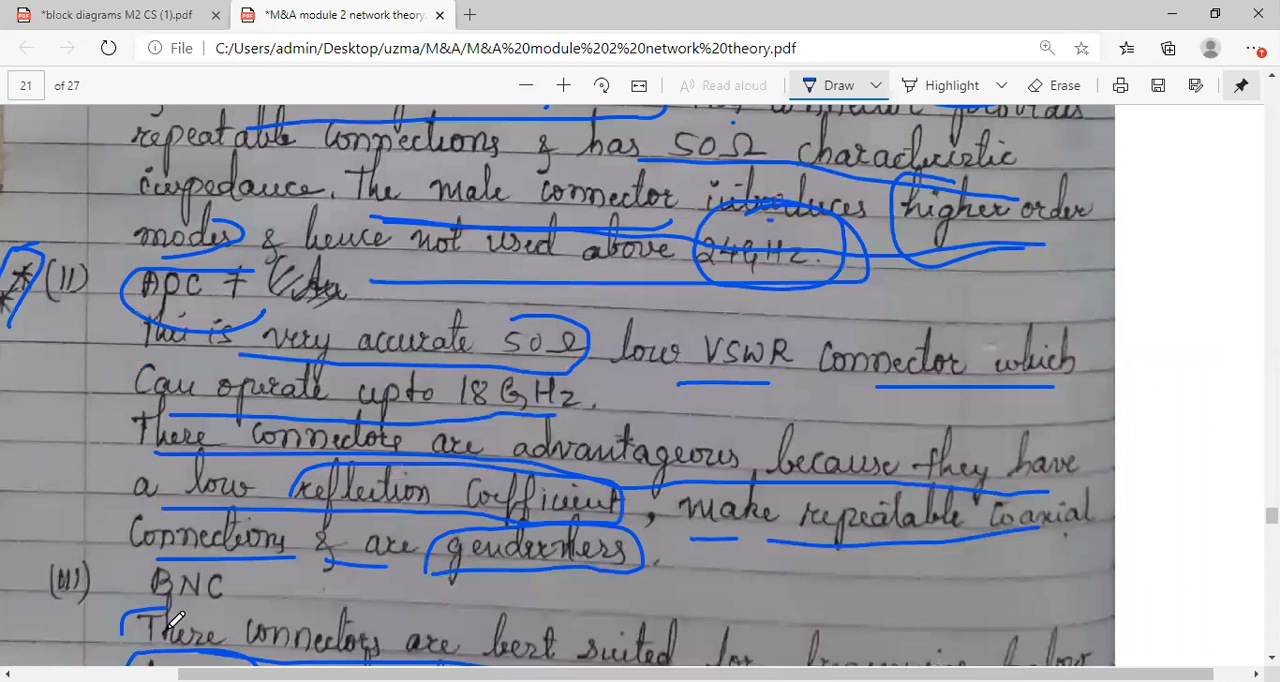 *block diagrams M2 CS (1).pdf
*M&A module 2 network theory.
File
C:/Users/admin/Desktop/uzma/M&A/M&A%20module%202%20network%20theory.pdf
21 of 27
Read aloud
Draw
Highlight
Erase
repeatable connections & has 50Ω characteristic
impedance. The male connector introduces higher order
modes & hence not used above 24GHz.
(II) APC 7
This is very accurate 50Ω low VSWR connector which
Can operate upto 18 GHz.
These connectors are advantageous, because they have
a low reflection coefficient, make repeatable coaxial
Connections & are genderless.
(III) BNC
These connectors are best suited for